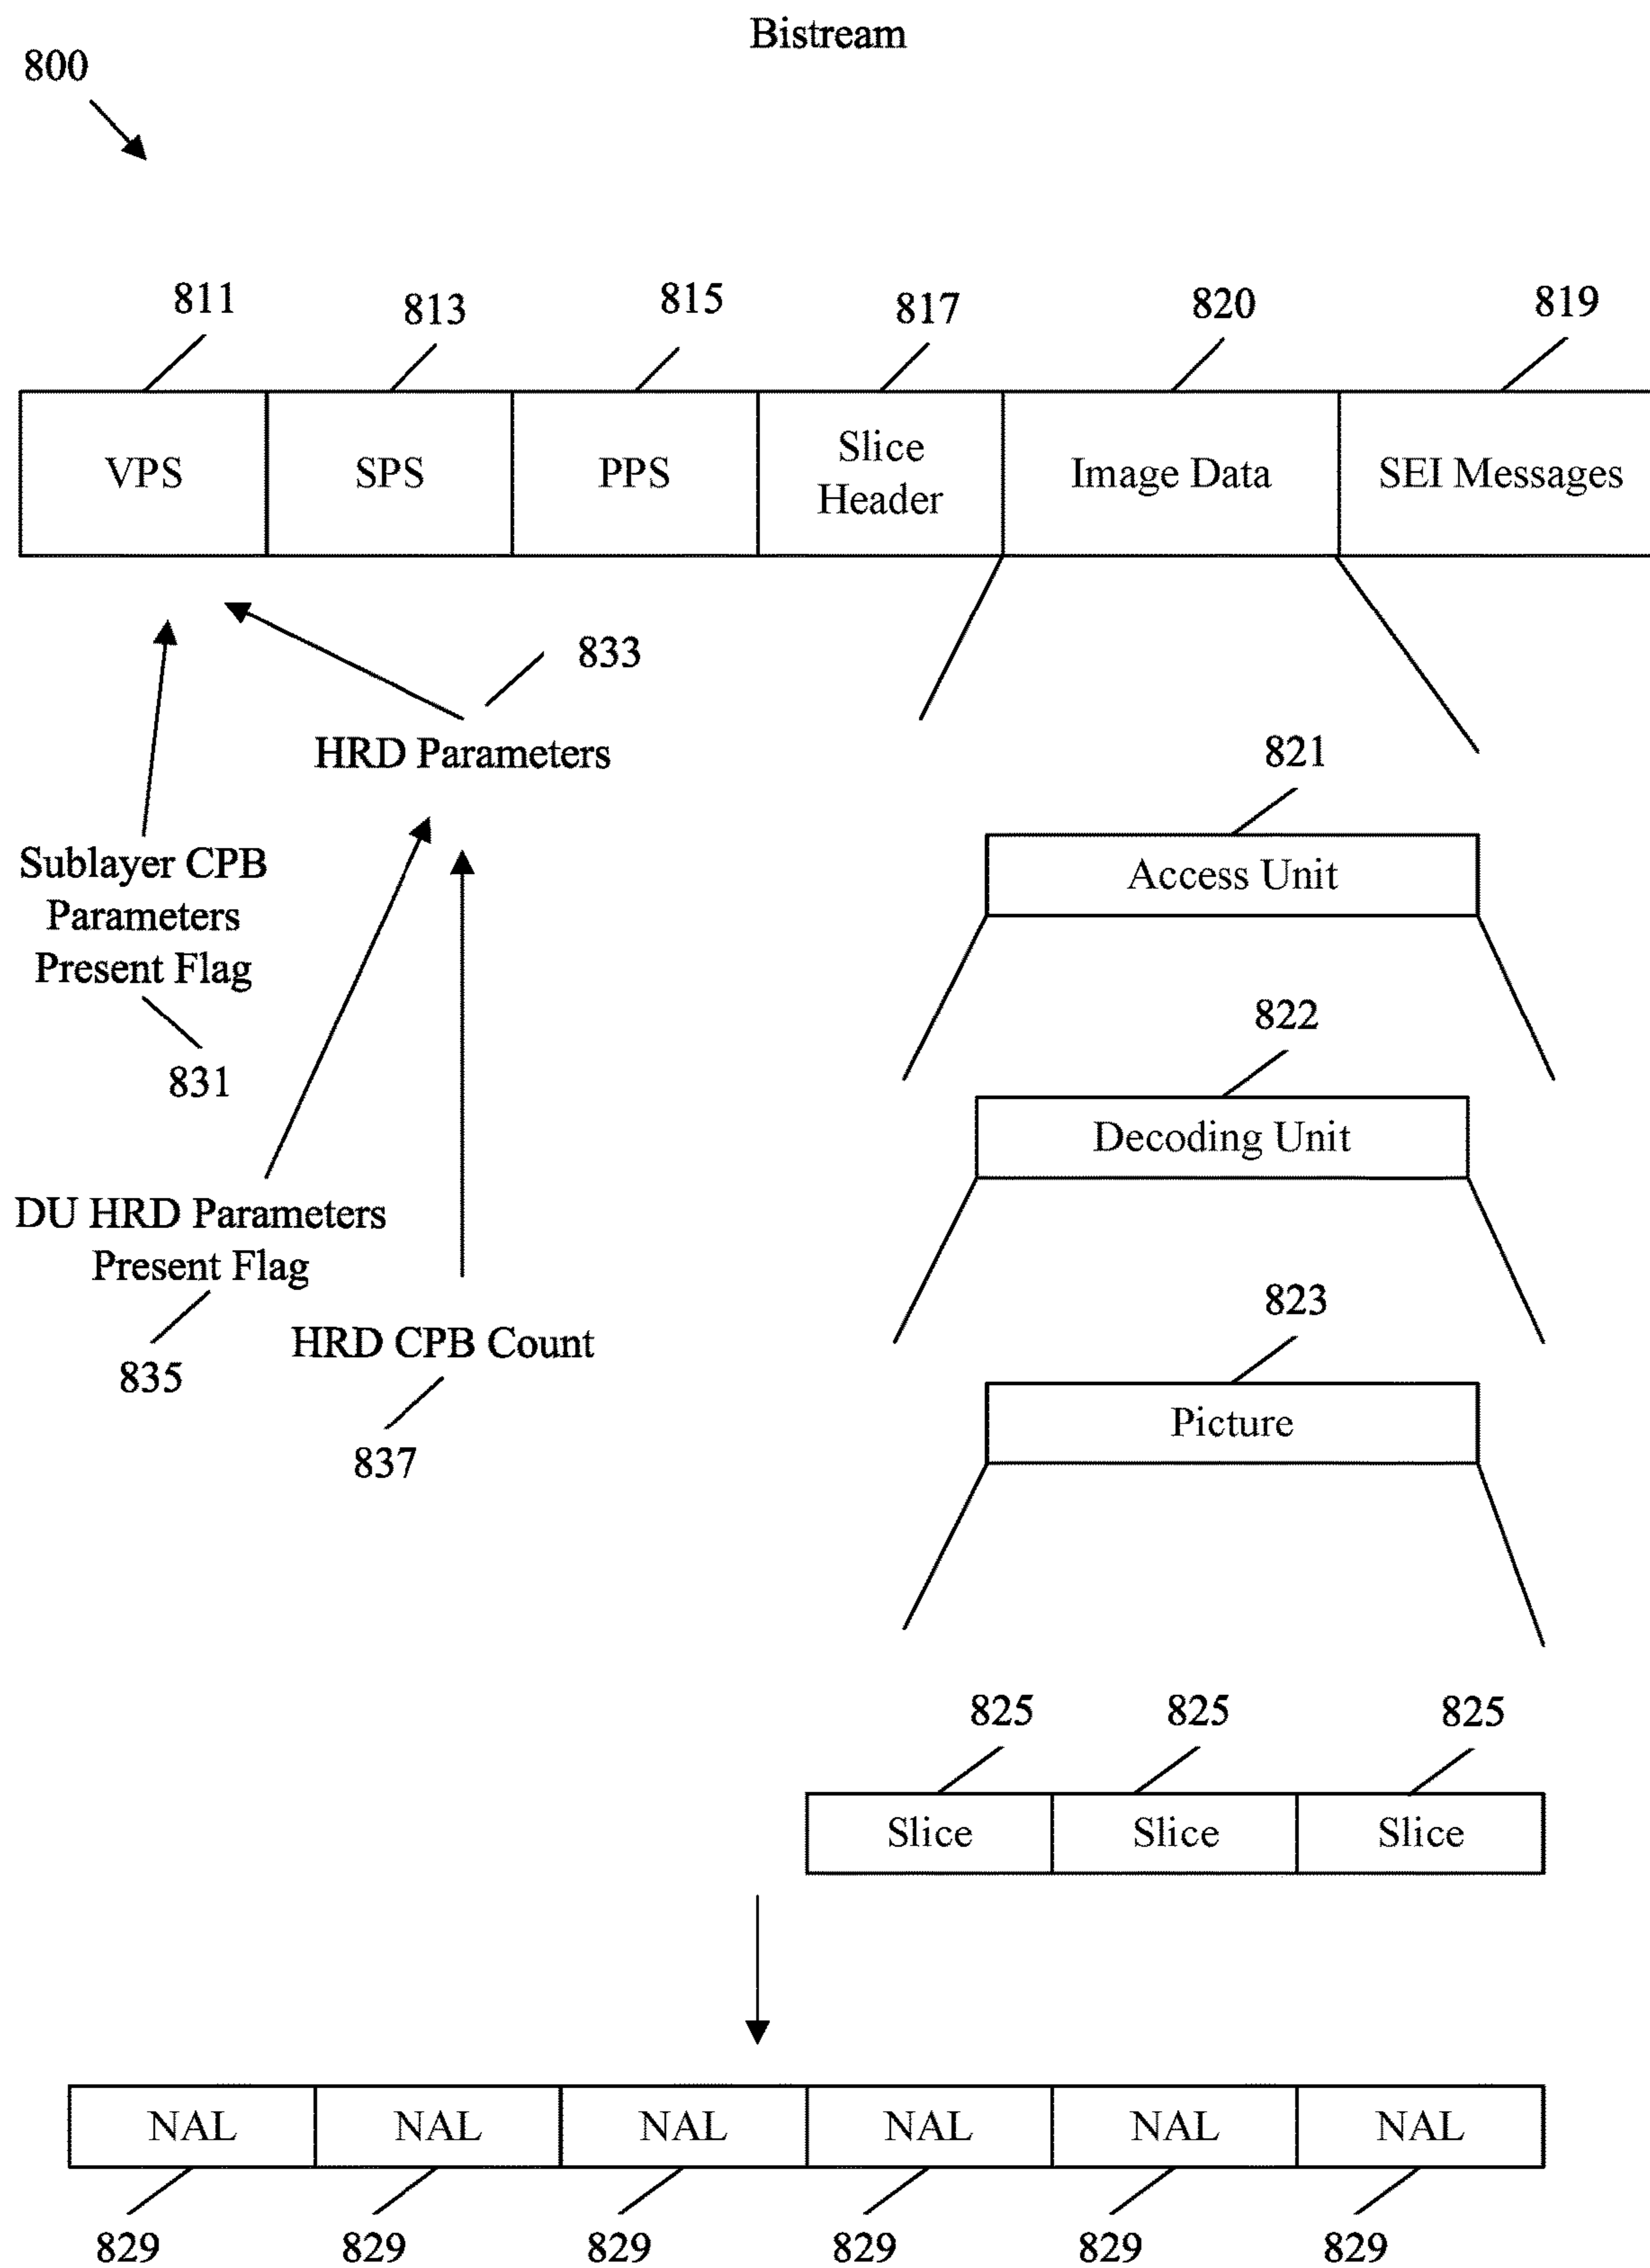 Bistream
800
811
813
815
817
820
819
VPS
SPS
PPS
Slice
Header
Image Data
SEI Messages
833
HRD Parameters
821
Access Unit
Sublayer CPB
Parameters
Present Flag
831
822
Decoding Unit
DU HRD Parameters
Present Flag
835
HRD CPB Count
837
823
Picture
825
825
825
Slice
Slice
Slice
NAL
NAL
NAL
NAL
NAL
NAL
829
829
829
829
829
829